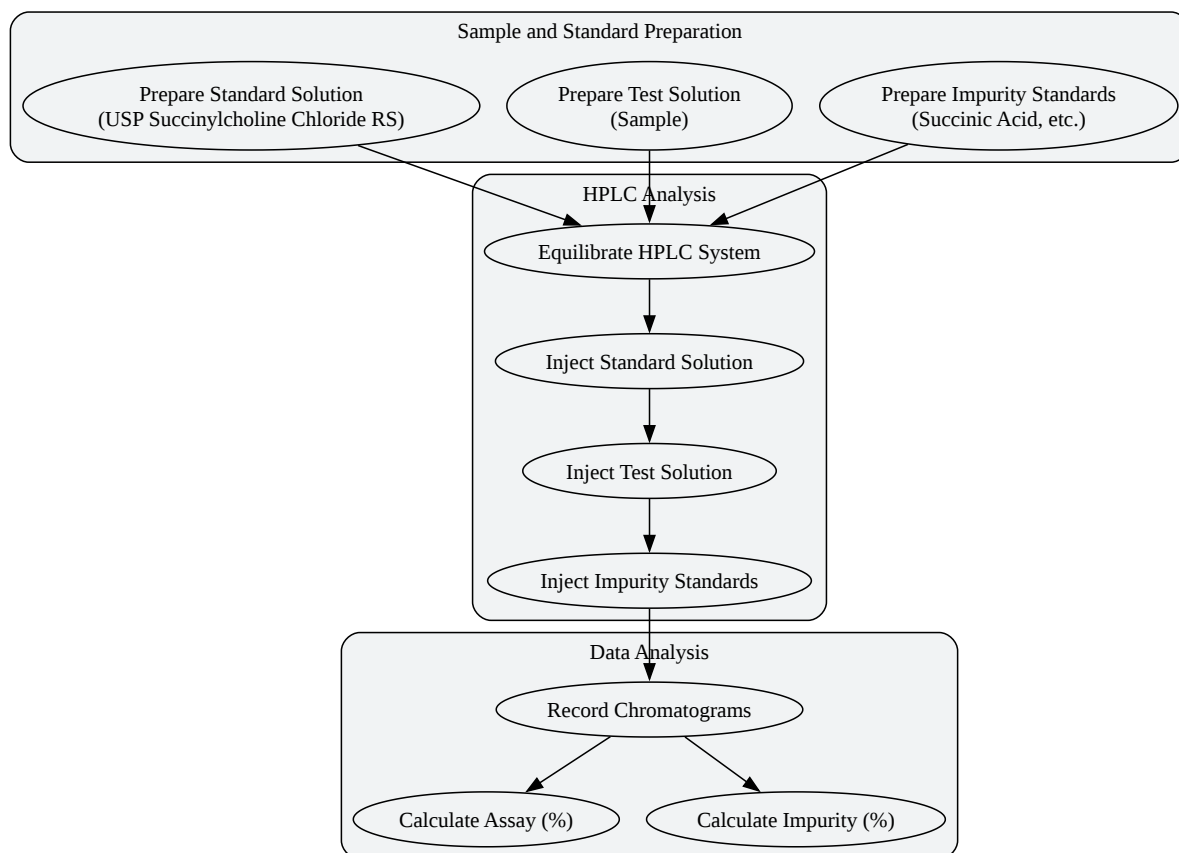 Sample and Standard Preparation
Prepare Standard Solution
(USP Succinylcholine Chloride RS)
Prepare Test Solution
(Sample)
Prepare Impurity Standards
(Succinic Acid, etc.)
HPLC Analysis
Equilibrate HPLC System
Inject Standard Solution
Inject Test Solution
Inject Impurity Standards
Data Analysis
Record Chromatograms
Calculate Assay (%)
Calculate Impurity (%)